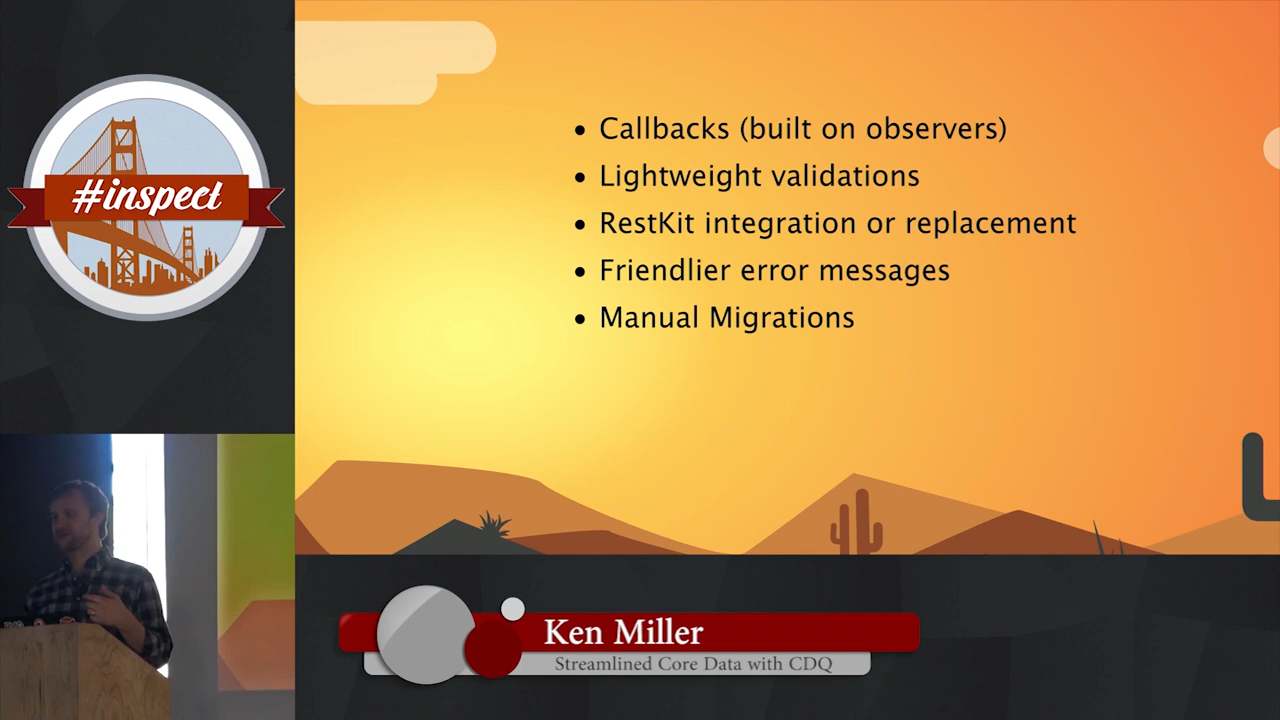 #inspect
• Callbacks (built on observers)
• Lightweight validations
• RestKit integration or replacement
• Friendlier error messages
• Manual Migrations
Ken Miller
Streamlined Core Data with CDQ